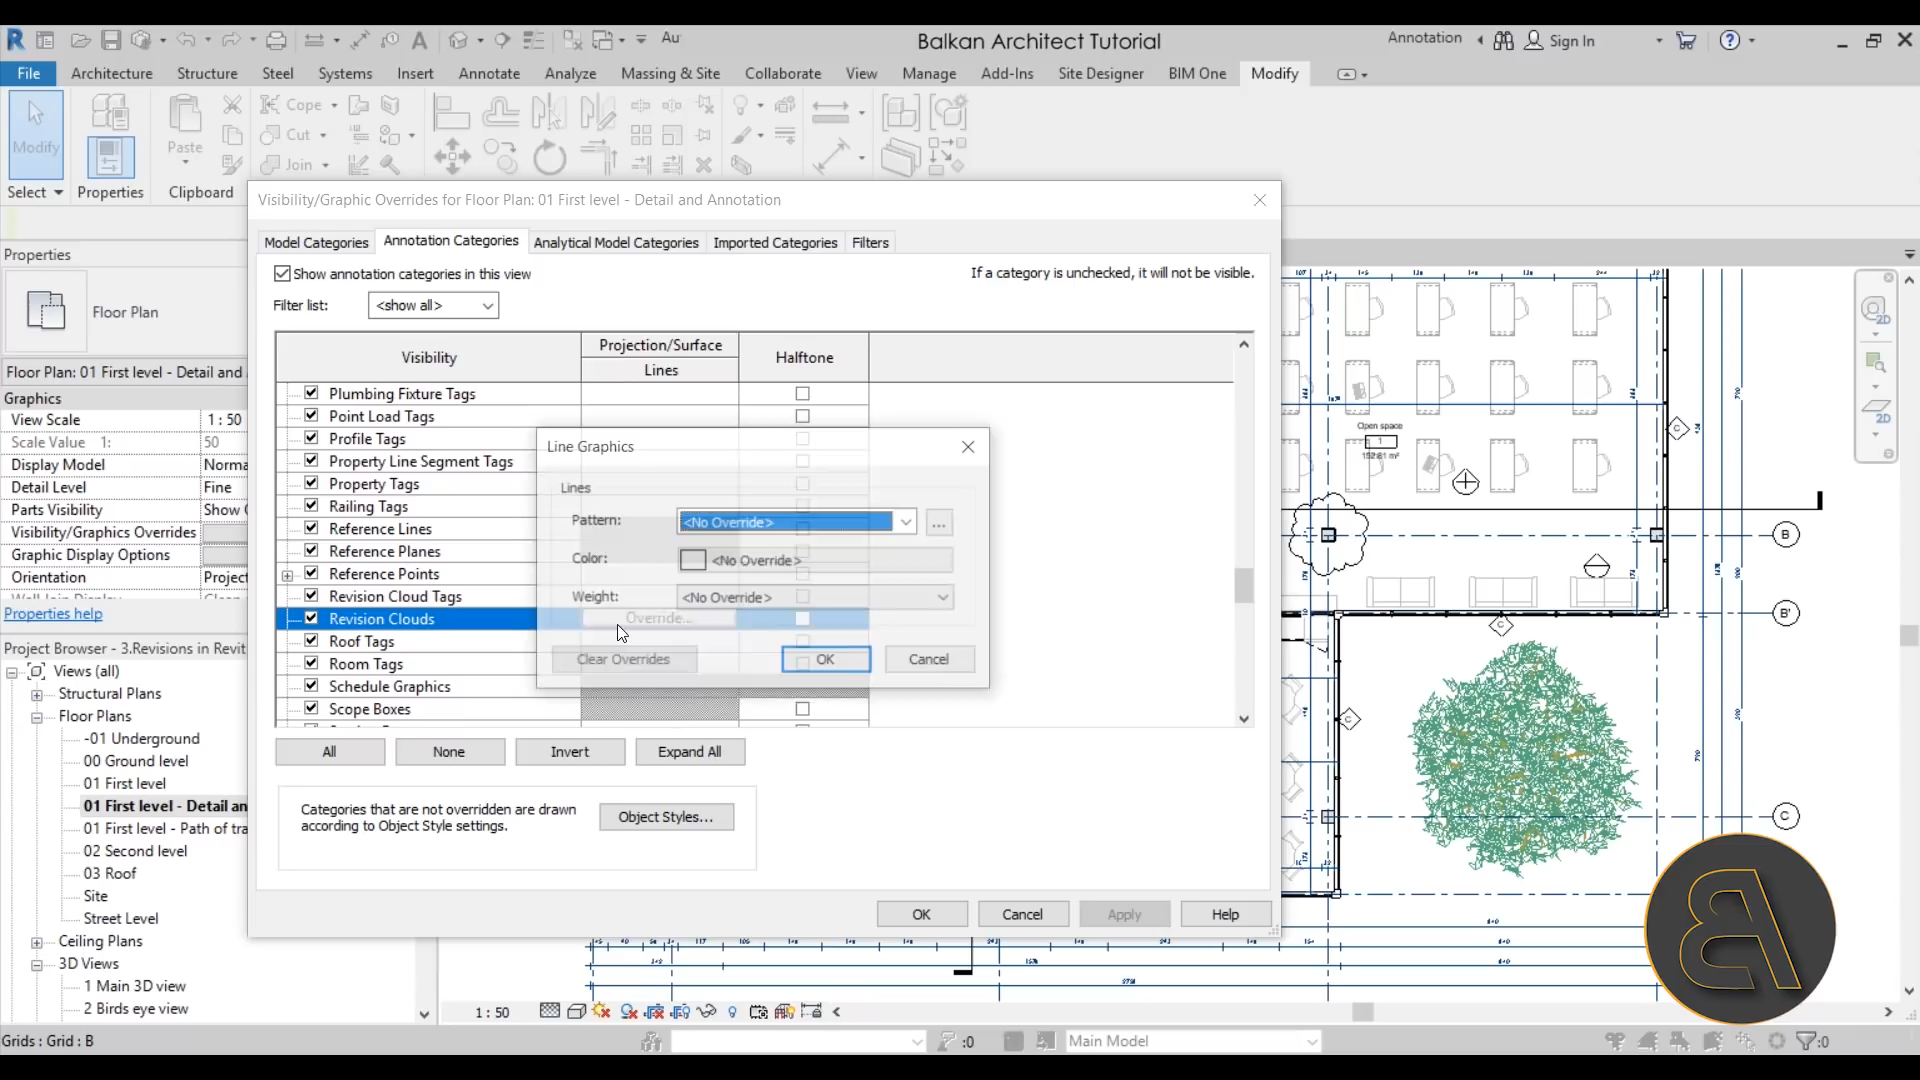 Au
Balkan Architect Tutorial
Annotation
Sign In
File
Architecture
Structure
Steel
Systems
Insert
Annotate
Analyze
Massing & Site
Collaborate
View
Manage
Add-Ins
Site Designer
BIM One
Modify
Modify
Paste
Cope
Cut
Join
Select
Properties
Clipboard
Visibility/Graphic Overrides for Floor Plan: 01 First level - Detail and Annotation
Model Categories
Annotation Categories
Analytical Model Categories
Imported Categories
Filters
Show annotation categories in this view
If a category is unchecked, it will not be visible.
Filter list:
<show all>
Visibility
Projection/Surface
Lines
Halftone
Plumbing Fixture Tags
Point Load Tags
Profile Tags
Property Line Segment Tags
Property Tags
Railing Tags
Reference Lines
Reference Planes
Reference Points
Revision Cloud Tags
Revision Clouds
Override...
Roof Tags
Room Tags
Schedule Graphics
Scope Boxes
Line Graphics
Lines
Pattern:
<No Override>
...
Color:
<No Override>
Weight:
<No Override>
Clear Overrides
OK
Cancel
All
None
Invert
Expand All
Categories that are not overridden are drawn
according to Object Style settings.
Object Styles...
OK
Cancel
Apply
Help
Properties
Floor Plan
Floor Plan: 01 First level - Detail and
Graphics
View Scale
1 : 50
Scale Value 1:
50
Display Model
Norma
Detail Level
Fine
Parts Visibility
Show O
Visibility/Graphics Overrides
Graphic Display Options
Orientation
Project
Properties help
Project Browser - 3.Revisions in Revit
Views (all)
Structural Plans
Floor Plans
-01 Underground
00 Ground level
01 First level
01 First level - Detail an
01 First level - Path of tra
02 Second level
03 Roof
Site
Street Level
Ceiling Plans
3D Views
1 Main 3D view
2 Birds eye view
Open space
1
152.81 m²
C
B
B'
C
C
C
2D
2D
1 : 50
Grids : Grid : B
:0
Main Model
:0